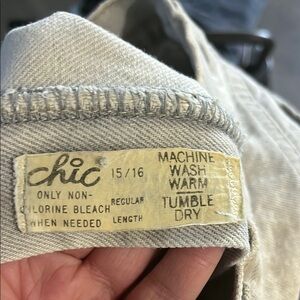 chic
15/16
ONLY NON-
CHLORINE BLEACH
WHEN NEEDED
REGULAR
LENGTH
MACHINE
WASH
WARM
TUMBLE
DRY